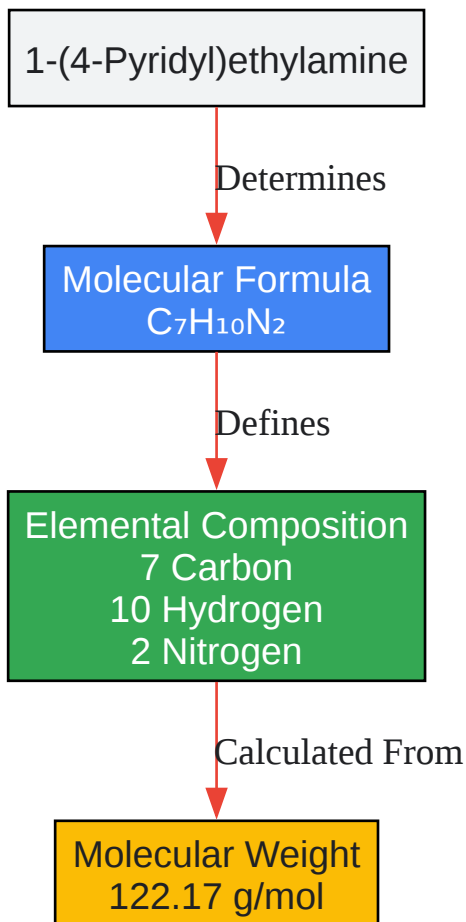 1-(4-Pyridyl)ethylamine
Determines
Molecular Formula
C₇H₁₀N₂
Defines
Elemental Composition
7 Carbon
10 Hydrogen
2 Nitrogen
Calculated From
Molecular Weight
122.17 g/mol